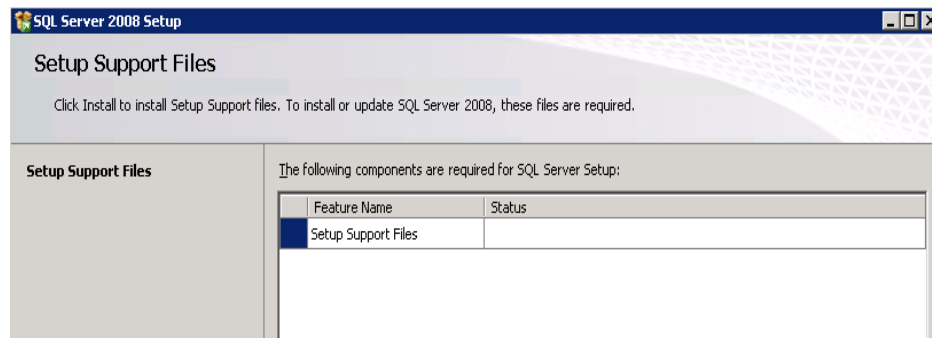 SQL Server 2008 Setup
Setup Support Files
Click Install to install Setup Support files. To install or update SQL Server 2008, these files are required.
Setup Support Files
The following components are required for SQL Server Setup:
Feature Name Status
Setup Support Files